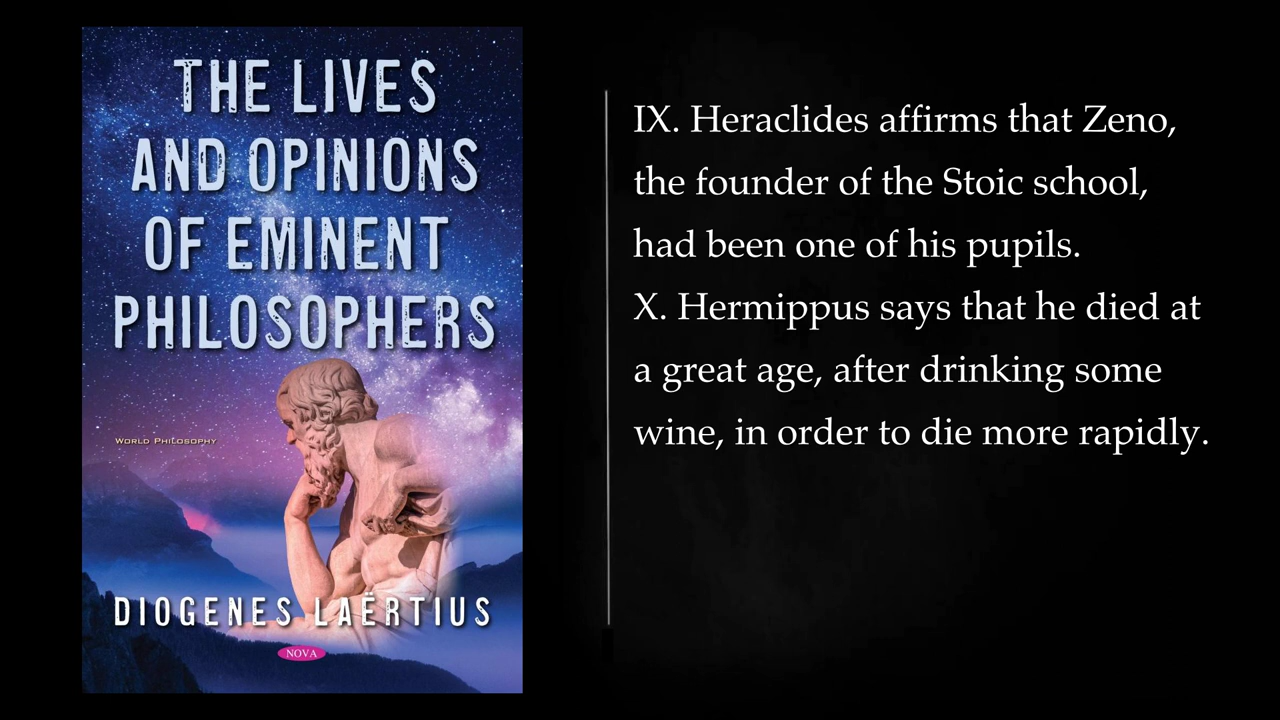 THE LIVES
AND OPINIONS
OF EMINENT
PHILOSOPHERS
WORLD PHILOSOPHY
DIOGENES LAËRTIUS
NOVA
IX. Heraclides affirms that Zeno,
the founder of the Stoic school,
had been one of his pupils.
X. Hermippus says that he died at
a great age, after drinking some
wine, in order to die more rapidly.